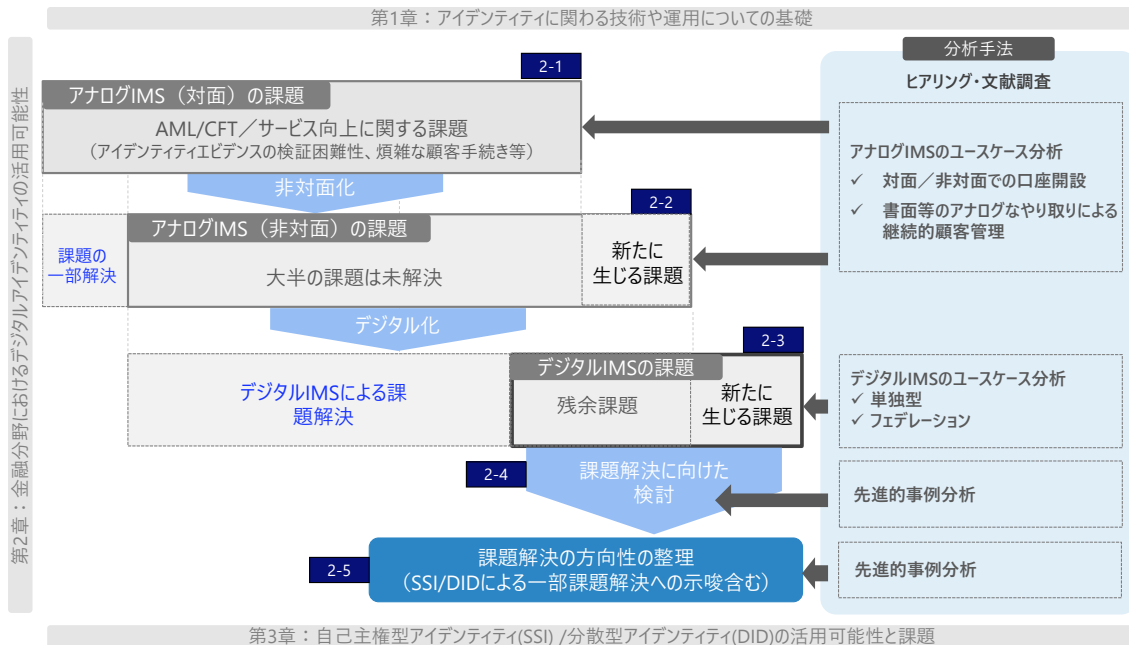 第1章：アイデンティティに関わる技術や運用についての基礎
第2章：金融分野におけるデジタルアイデンティティの活用可能性
2-1
アナログIMS（対面）の課題
AML/CFT／サービス向上に関する課題
（アイデンティティエビデンスの検証困難性、煩雑な顧客手続き等）
非対面化
2-2
アナログIMS（非対面）の課題
課題の
一部解決
大半の課題は未解決
新たに
生じる課題
デジタル化
2-3
デジタルIMSの課題
デジタルIMSによる課
題解決
残余課題
新たに
生じる課題
2-4
課題解決に向けた
検討
2-5
課題解決の方向性の整理
（SSI/DIDによる一部課題解決への示唆含む）
分析手法
ヒアリング・文献調査
アナログIMSのユースケース分析
✓ 対面／非対面での口座開設
✓ 書面等のアナログなやり取りによる
継続的顧客管理
デジタルIMSのユースケース分析
✓ 単独型
✓ フェデレーション
先進的事例分析
先進的事例分析
第3章：自己主権型アイデンティティ(SSI) /分散型アイデンティティ(DID)の活用可能性と課題